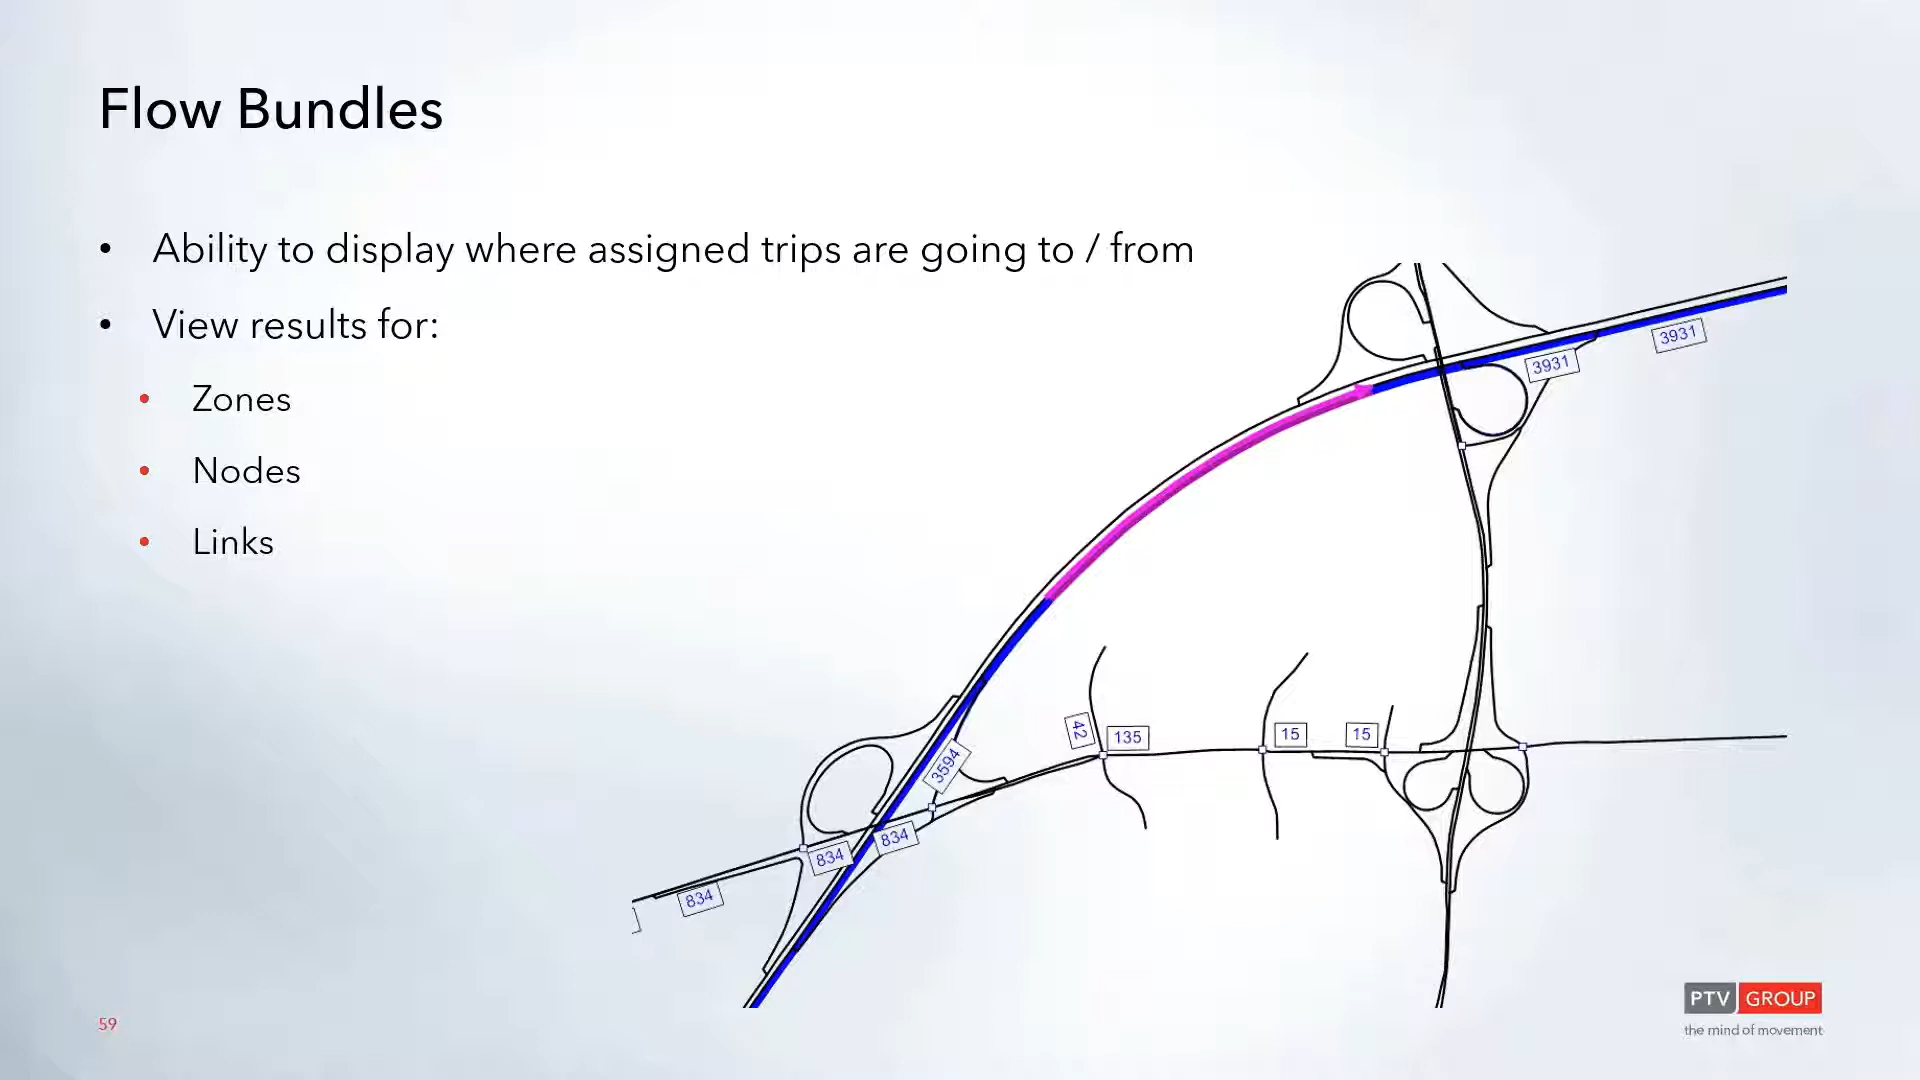 Flow Bundles
• Ability to display where assigned trips are going to / from
• View results for:
• Zones
• Nodes
• Links
3931
3931
42
135
15
15
3594
834
834
834
59
PTV GROUP
the mind of movement